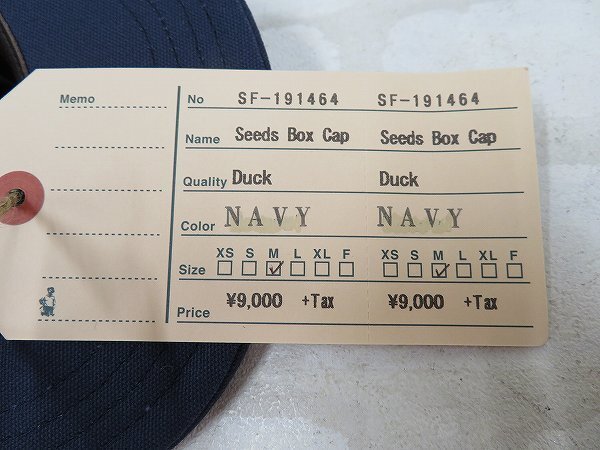 Memo
No SF-191464 SF-191464
Name Seeds Box Cap Seeds Box Cap
Quality Duck Duck
Color NAVY NAVY
XS S M L XL F XS S M L XL F
Size
Price ¥9,000 +Tax ¥9,000 +Tax